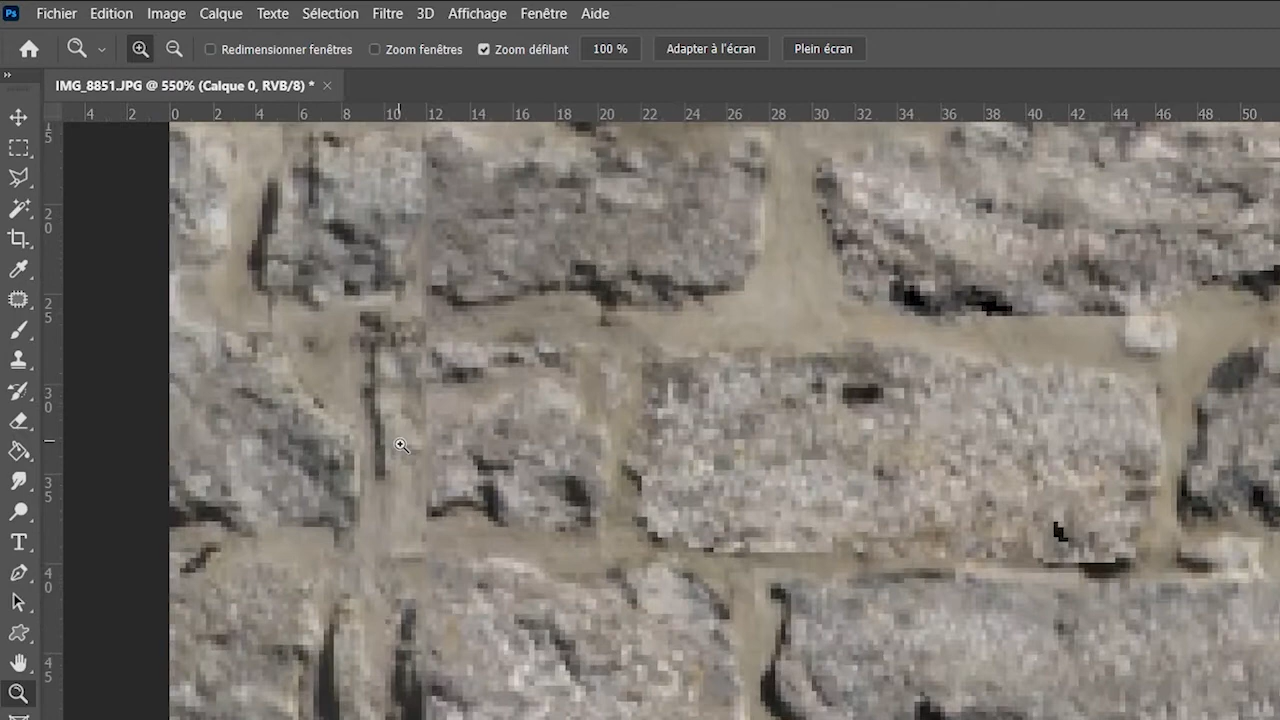 Ps Fichier Edition Image Calque Texte Sélection Filtre 3D Affichage Fenêtre Aide
Redimensionner fenêtres Zoom fenêtres Zoom défilant 100 % Adapter à l'écran Plein écran
IMG_8851.JPG @ 550% (Calque 0, RVB/8) * ×
4 2 0 2 4 6 8 10 12 14 16 18 20 22 24 26 28 30 32 34 36 38 40 42 44 46 48 50
15
20
25
30
35
40
45